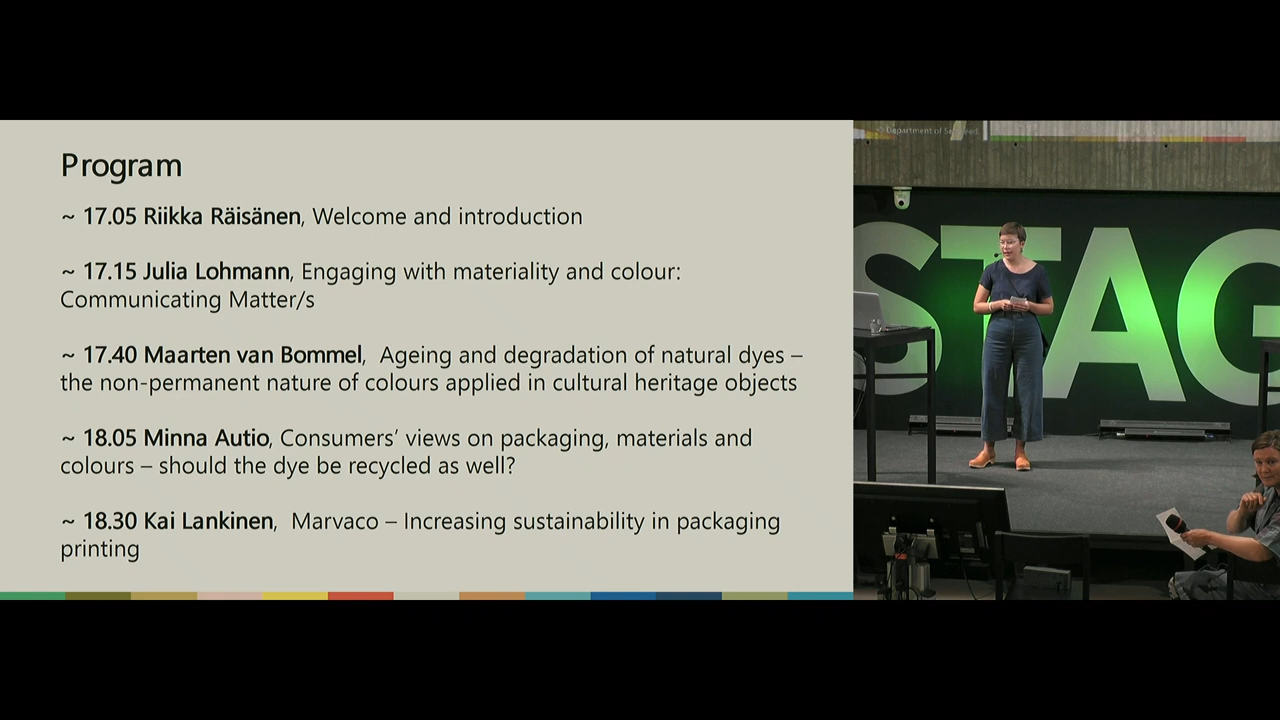 Program
~ 17.05 Riikka Räisänen, Welcome and introduction
~ 17.15 Julia Lohmann, Engaging with materiality and colour:
Communicating Matter/s
~ 17.40 Maarten van Bommel,  Ageing and degradation of natural dyes –
the non-permanent nature of colours applied in cultural heritage objects
~ 18.05 Minna Autio, Consumers’ views on packaging, materials and
colours – should the dye be recycled as well?
~ 18.30 Kai Lankinen,  Marvaco – Increasing sustainability in packaging
printing
Department of
STAG